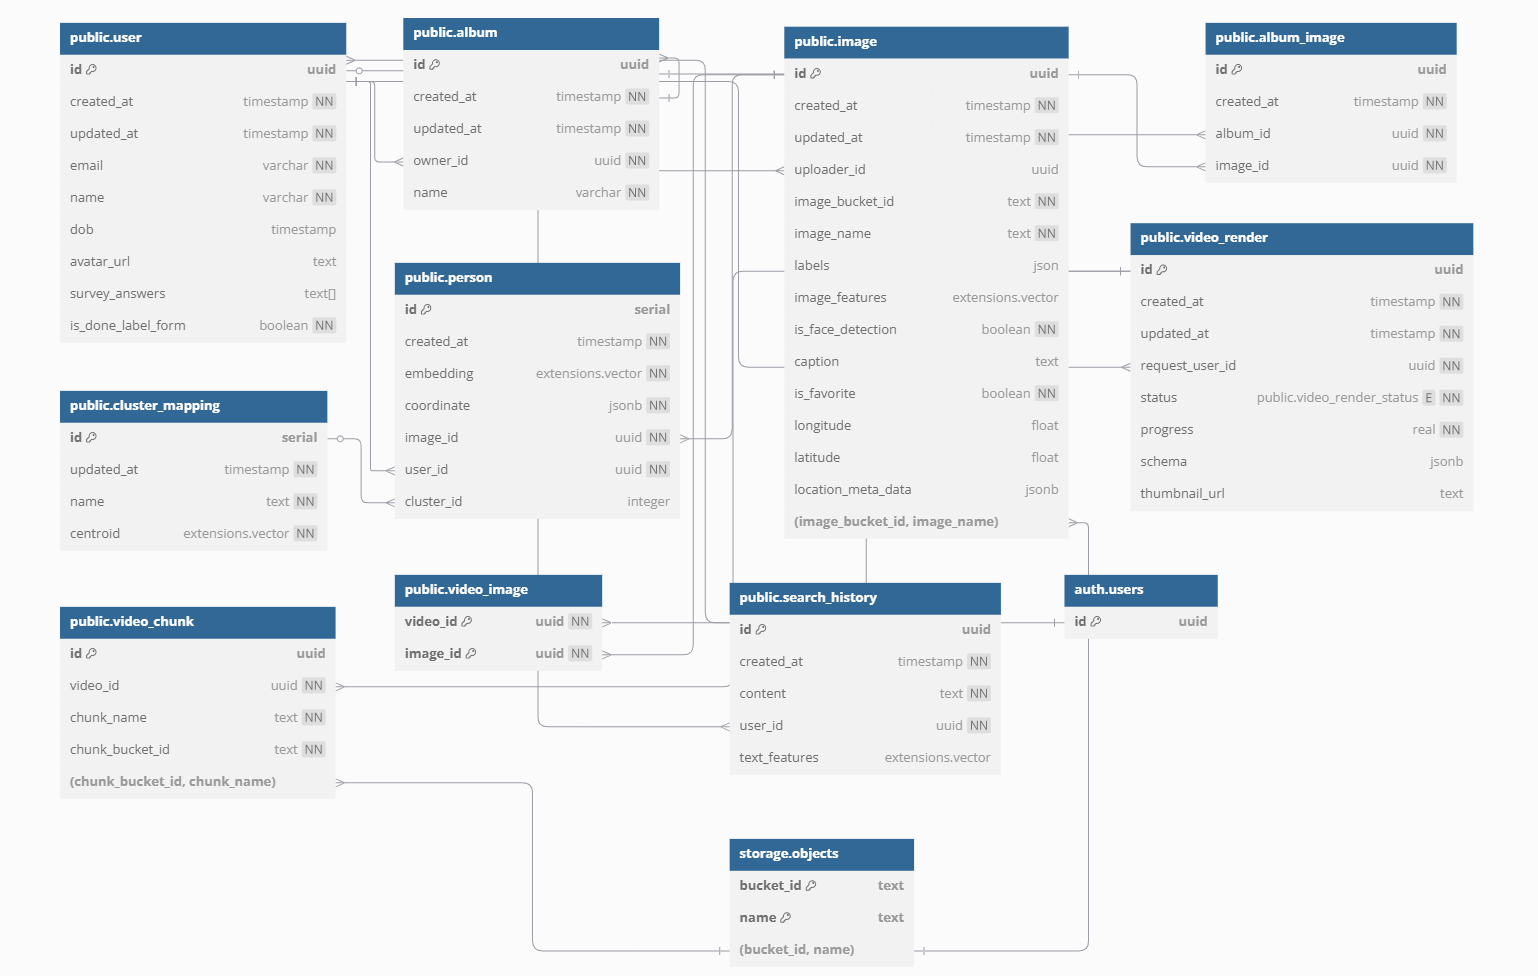 public.user
id uuid
created_at timestamp NN
updated_at timestamp NN
email varchar NN
name varchar NN
dob timestamp
avatar_url text
survey_answers text[]
is_done_label_form boolean NN
public.album
id uuid
created_at timestamp NN
updated_at timestamp NN
owner_id uuid NN
name varchar NN
public.image
id uuid
created_at timestamp NN
updated_at timestamp NN
uploader_id uuid
image_bucket_id text NN
image_name text NN
labels json
image_features extensions.vector
is_face_detection boolean NN
caption text
is_favorite boolean NN
longitude float
latitude float
location_meta_data jsonb
(image_bucket_id, image_name)
public.album_image
id uuid
created_at timestamp NN
album_id uuid NN
image_id uuid NN
public.video_render
id uuid
created_at timestamp NN
updated_at timestamp NN
request_user_id uuid NN
status public.video_render_status E NN
progress real NN
schema jsonb
thumbnail_url text
public.person
id serial
created_at timestamp NN
embedding extensions.vector NN
coordinate jsonb NN
image_id uuid NN
user_id uuid NN
cluster_id integer
public.cluster_mapping
id serial
updated_at timestamp NN
name text NN
centroid extensions.vector NN
public.video_image
video_id uuid NN
image_id uuid NN
public.search_history
id uuid
created_at timestamp NN
content text NN
user_id uuid NN
text_features extensions.vector
auth.users
id uuid
public.video_chunk
id uuid
video_id uuid NN
chunk_name text NN
chunk_bucket_id text NN
(chunk_bucket_id, chunk_name)
storage.objects
bucket_id text
name text
(bucket_id, name)